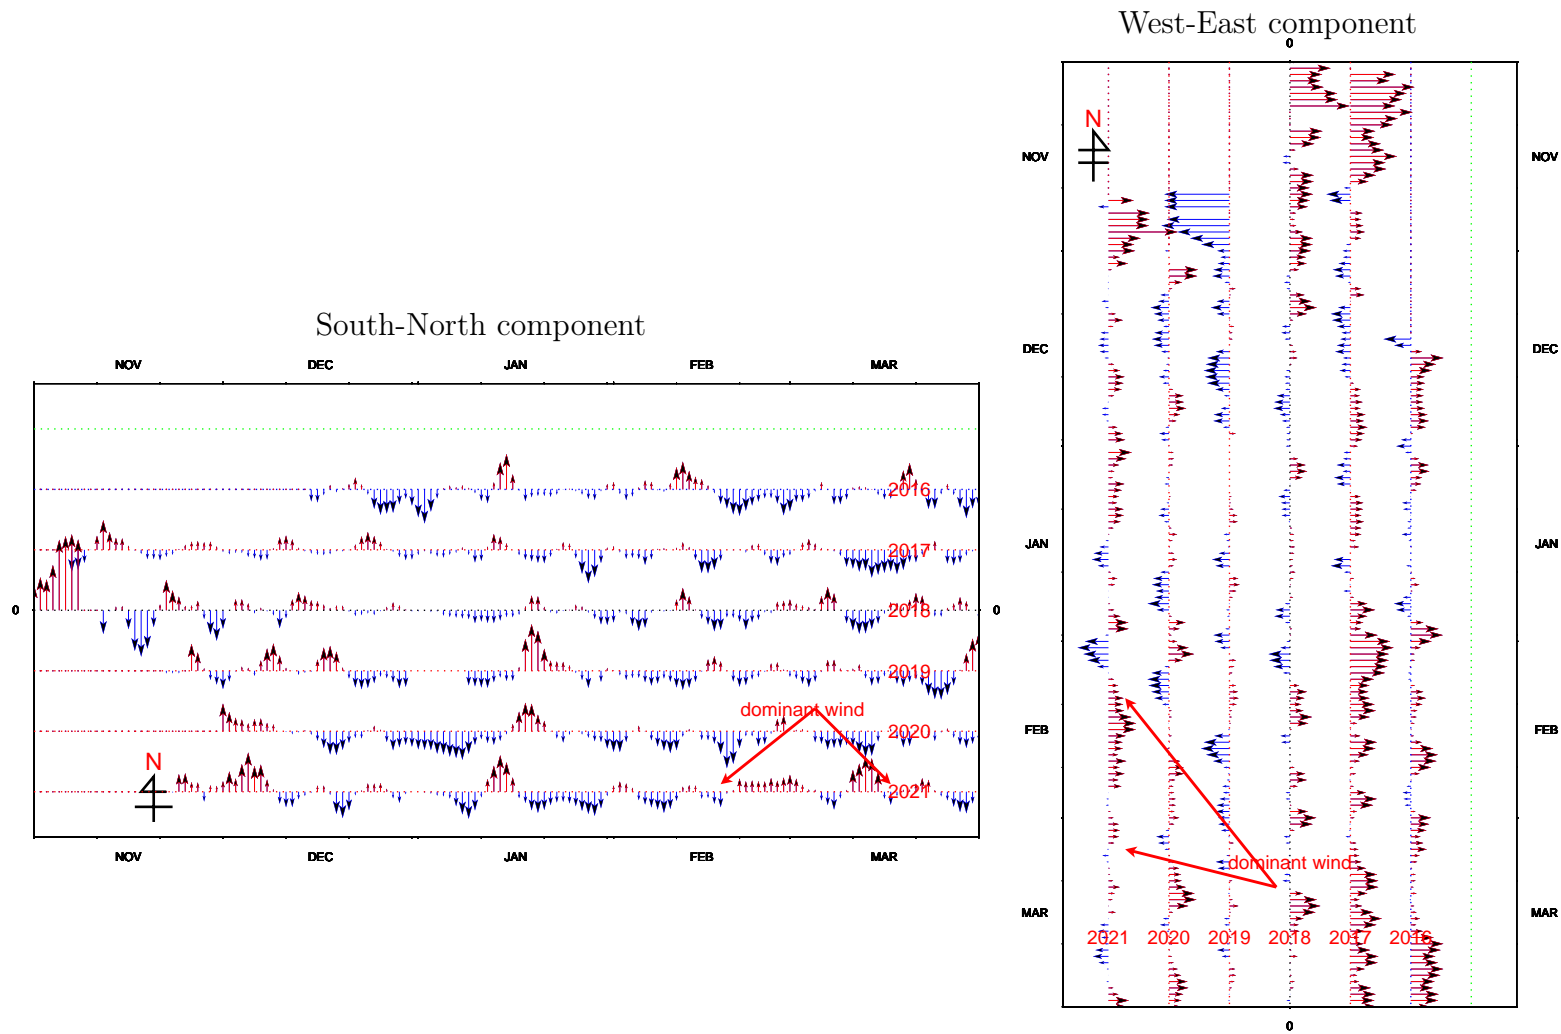 South-North component
NOV DEC JAN FEB MAR
2016
2017
0 2018 0
2019
dominant wind
2020
N
2021
NOV DEC JAN FEB MAR
West-East component
0
N
NOV NOV
DEC DEC
JAN JAN
FEB FEB
dominant wind
MAR MAR
2021 2020 2019 2018 2017 2016
0